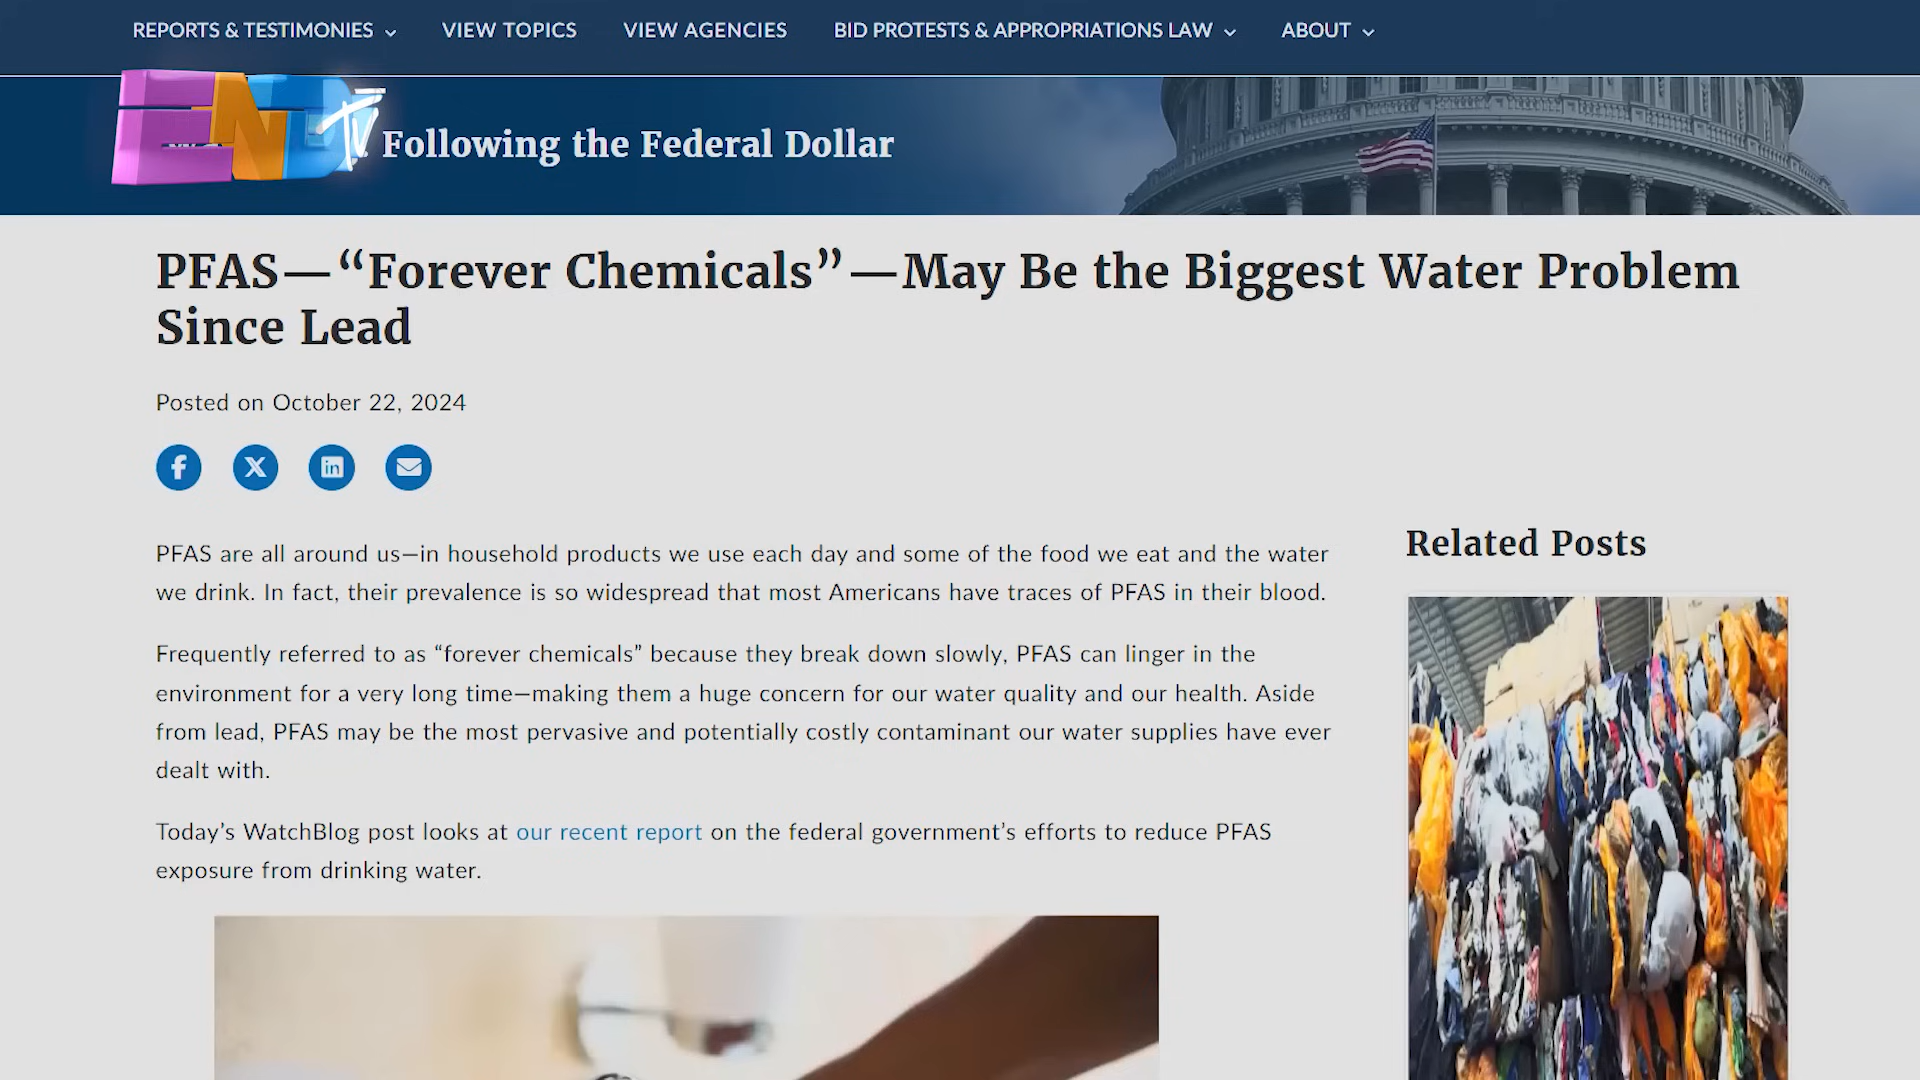 REPORTS & TESTIMONIES
VIEW TOPICS
VIEW AGENCIES
BID PROTESTS & APPROPRIATIONS LAW
ABOUT
END TV
Following the Federal Dollar
PFAS—“Forever Chemicals”—May Be the Biggest Water Problem
Since Lead
Posted on October 22, 2024
PFAS are all around us—in household products we use each day and some of the food we eat and the water
we drink. In fact, their prevalence is so widespread that most Americans have traces of PFAS in their blood.
Frequently referred to as “forever chemicals” because they break down slowly, PFAS can linger in the
environment for a very long time—making them a huge concern for our water quality and our health. Aside
from lead, PFAS may be the most pervasive and potentially costly contaminant our water supplies have ever
dealt with.
Today’s WatchBlog post looks at our recent report on the federal government’s efforts to reduce PFAS
exposure from drinking water.
Related Posts